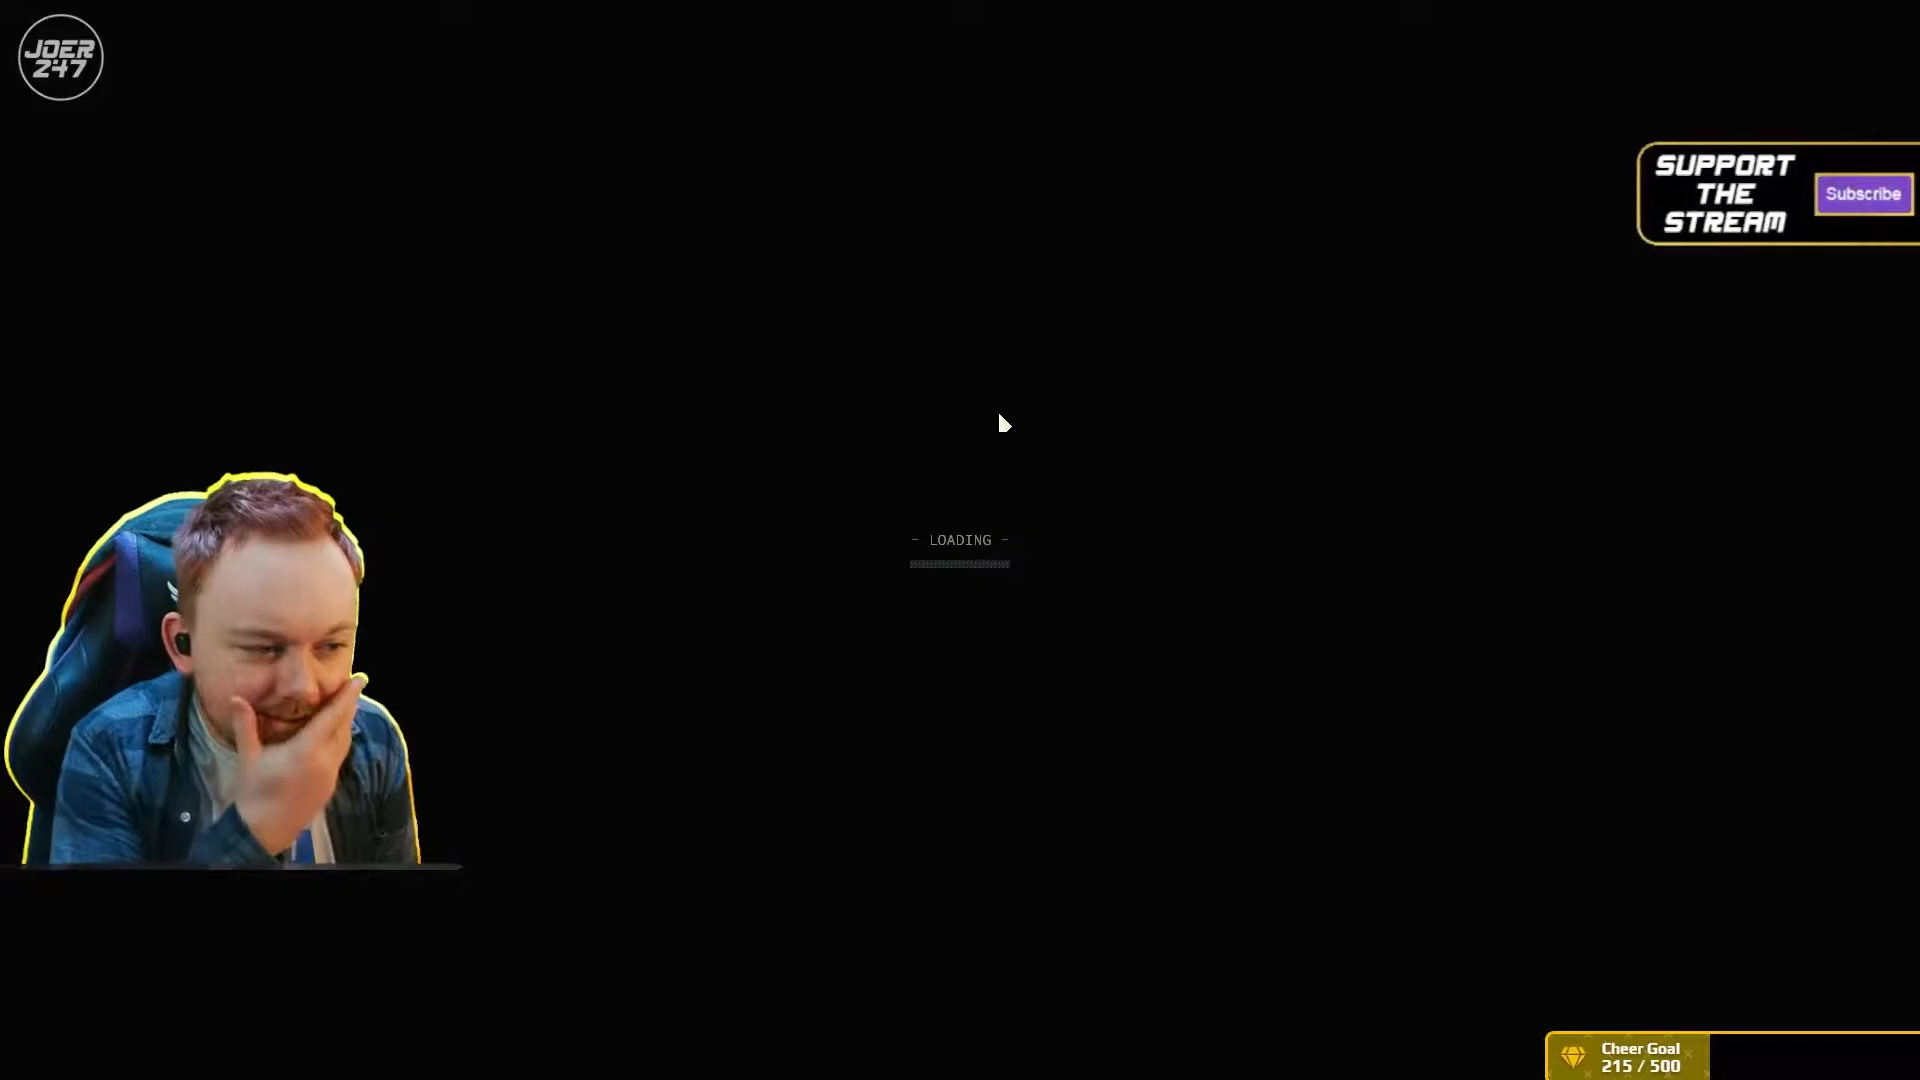 JOER
247
SUPPORT
THE
STREAM
Subscribe
- LOADING -
Cheer Goal
215 / 500